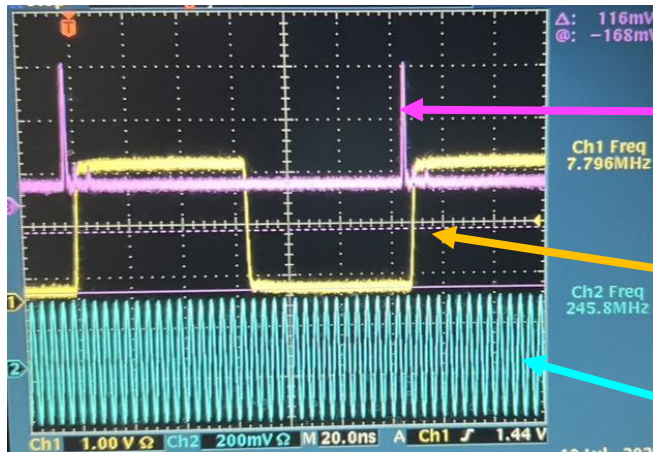 T
Δ: 116mV
@: -168mV
Ch1 Freq
7.796MHz
Ch2 Freq
245.8MHz
3
1
2
Ch1 1.00 V Ω Ch2 200mV Ω M 20.0ns A Ch1 ƒ 1.44 V